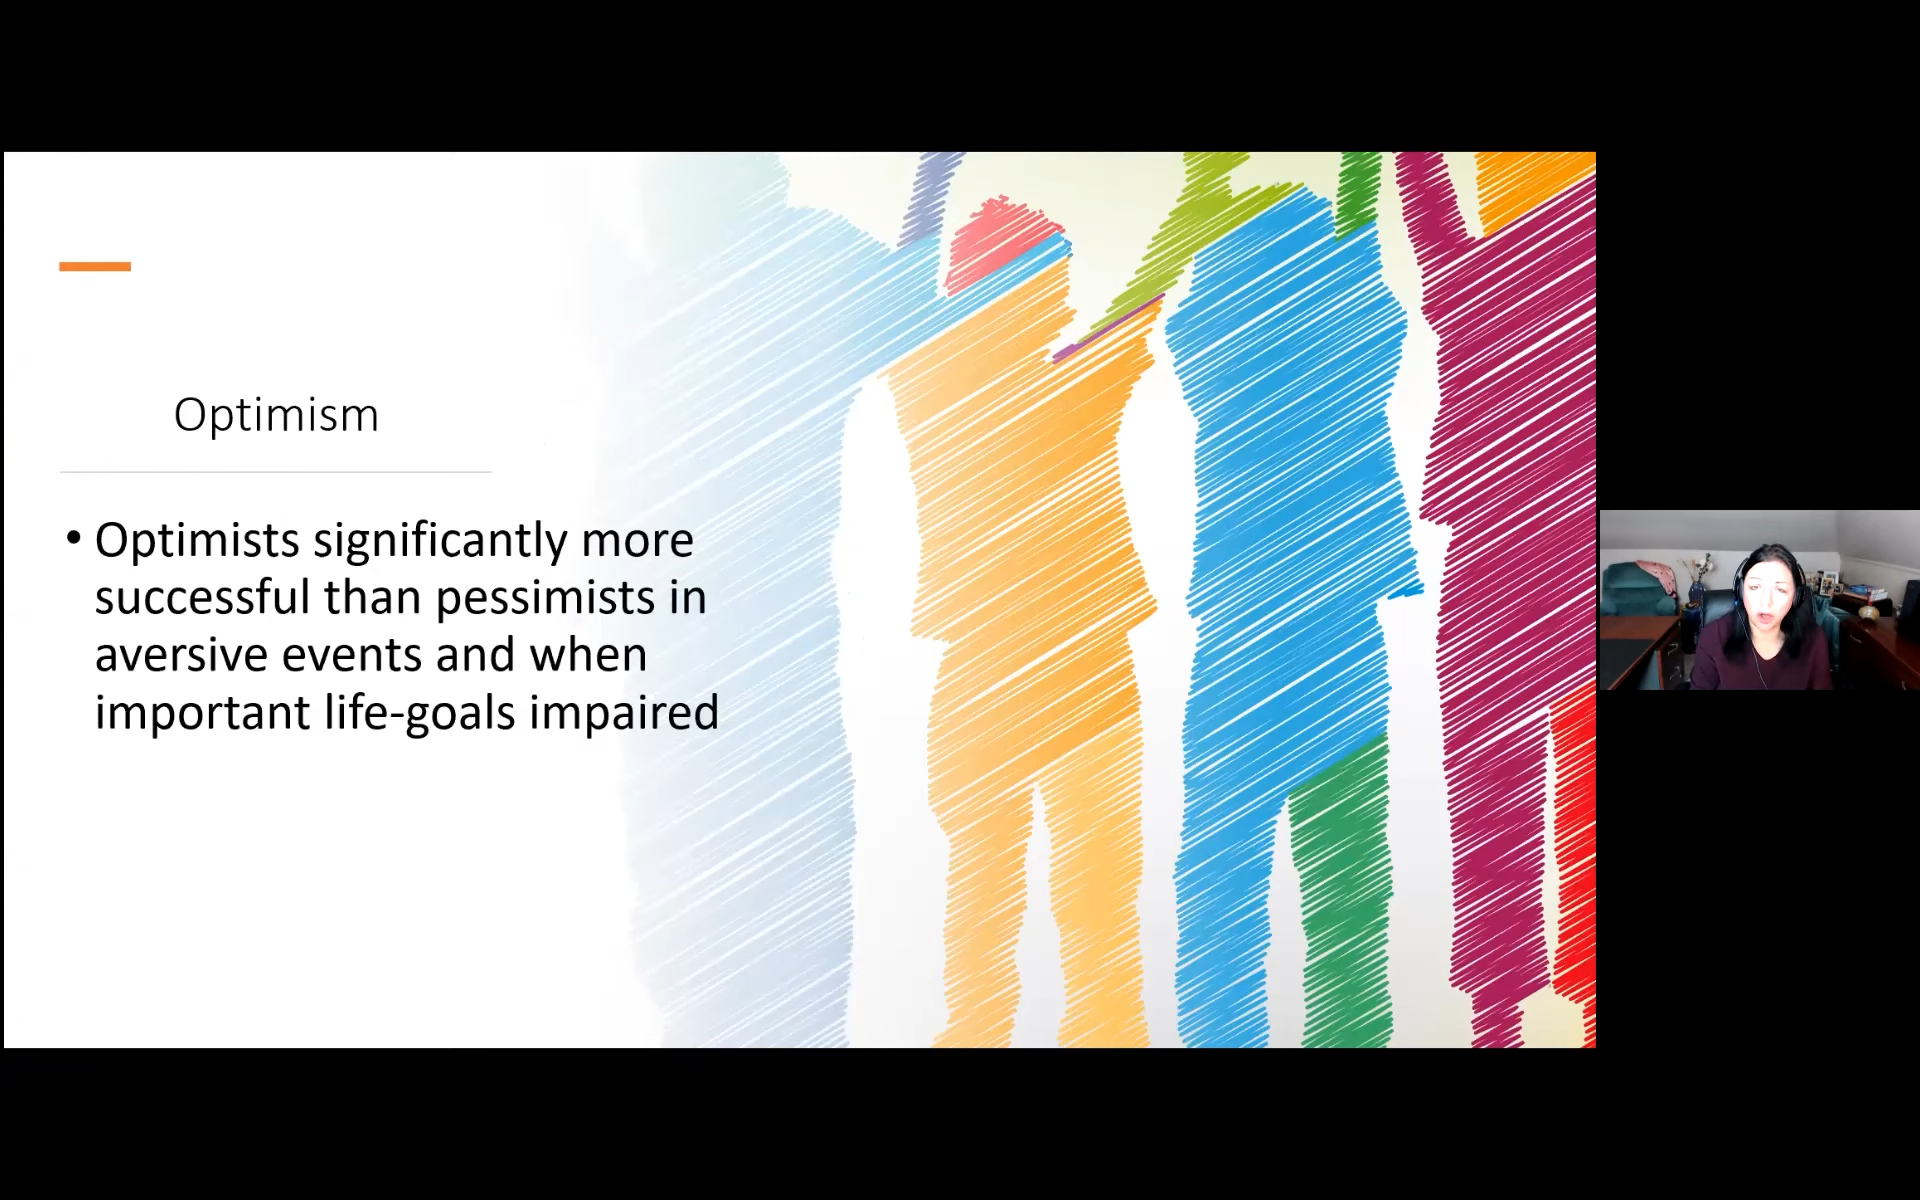 Optimism
• Optimists significantly more
successful than pessimists in
aversive events and when
important life-goals impaired